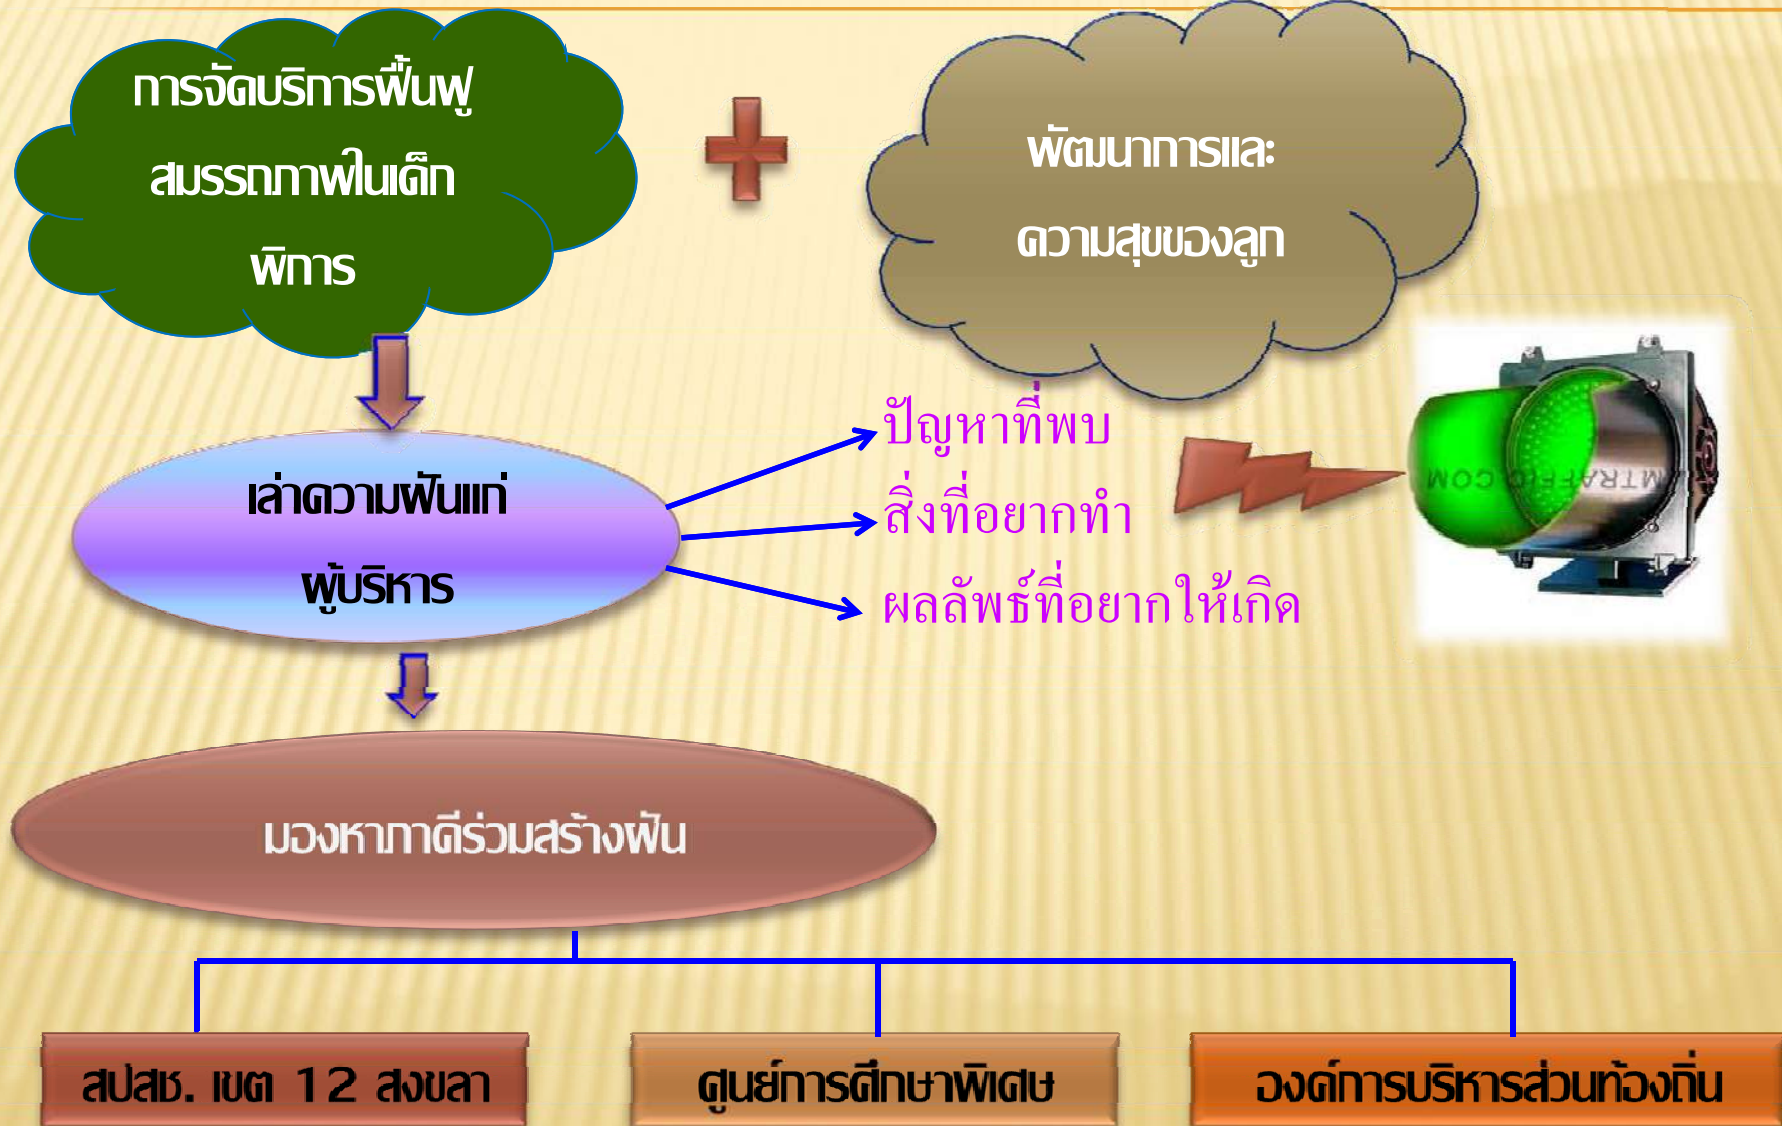 การจัดบริการฟื้นฟู
สมรรถภาพในเด็ก
พิการ
พัฒนาการและ
ความสุขของลูก
ปัญหาที่พบ
สิ่งที่อยากทำ
ผลลัพธ์ที่อยากให้เกิด
เล่าความฝันแก่
ผู้บริหาร
มองหาภาคีร่วมสร้างฝัน
สปสช. เขต 12 สงขลา
ศูนย์การศึกษาพิเศษ
องค์การบริหารส่วนท้องถิ่น